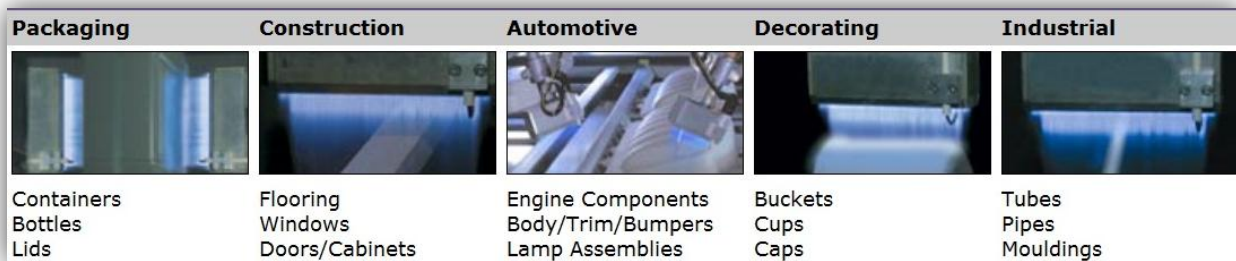 Packaging
Construction
Automotive
Decorating
Industrial
Containers
Bottles
Lids
Flooring
Windows
Doors/Cabinets
Engine Components
Body/Trim/Bumpers
Lamp Assemblies
Buckets
Cups
Caps
Tubes
Pipes
Mouldings